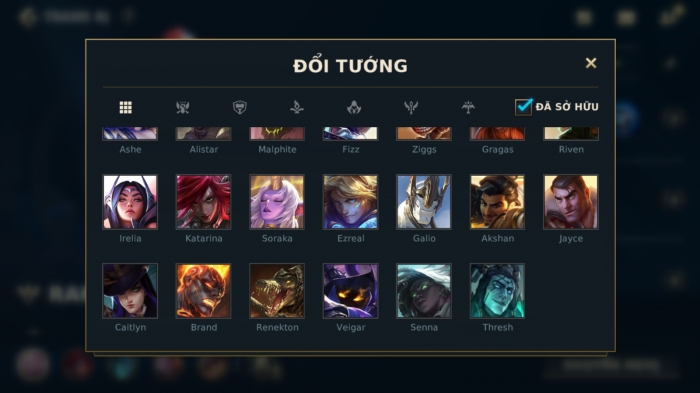 ĐỔI TƯỚNG
ĐÃ SỞ HỮU
Ashe Alistar Malphite Fizz Ziggs Gragas Riven
Irelia Katarina Soraka Ezreal Galio Akshan Jayce
Caitlyn Brand Renekton Veigar Senna Thresh